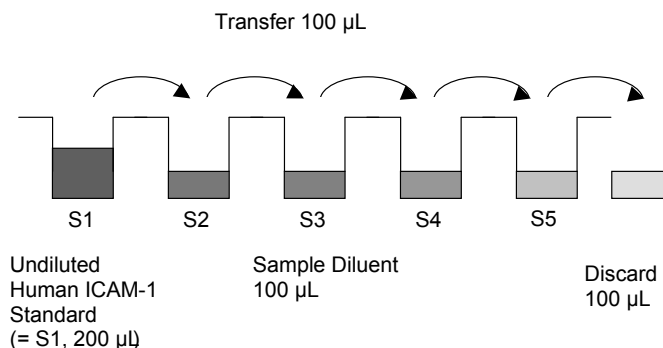 Transfer 100 µL
S1
S2
S3
S4
S5
Undiluted
Human ICAM-1
Standard
(= S1, 200 µL)
Sample Diluent
100 µL
Discard
100 µL